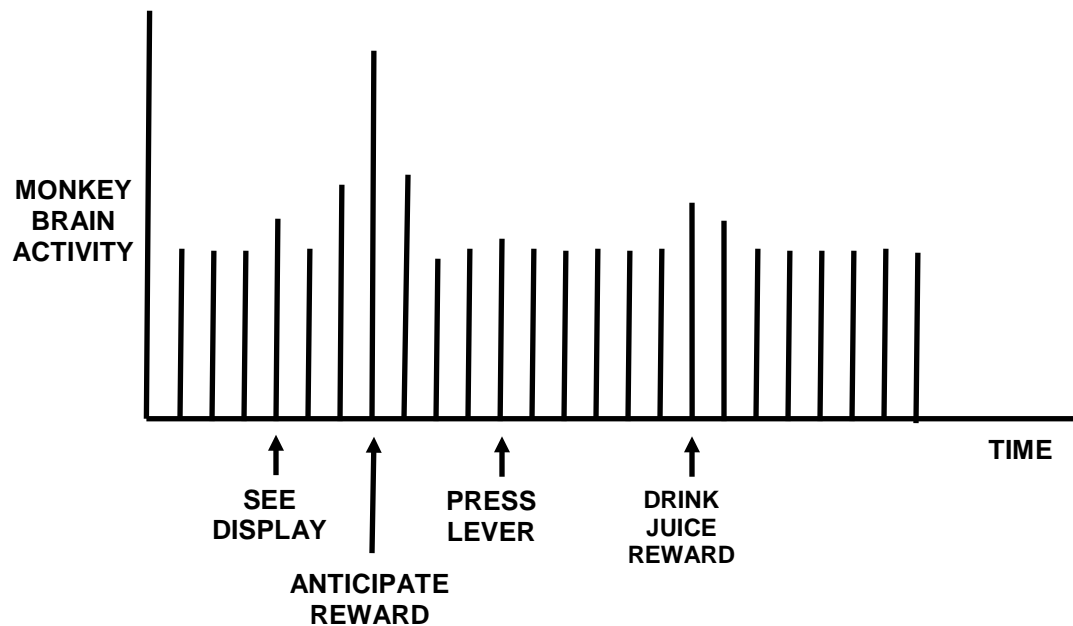 MONKEY
BRAIN
ACTIVITY
TIME
SEE
DISPLAY
ANTICIPATE
REWARD
PRESS
LEVER
DRINK
JUICE
REWARD